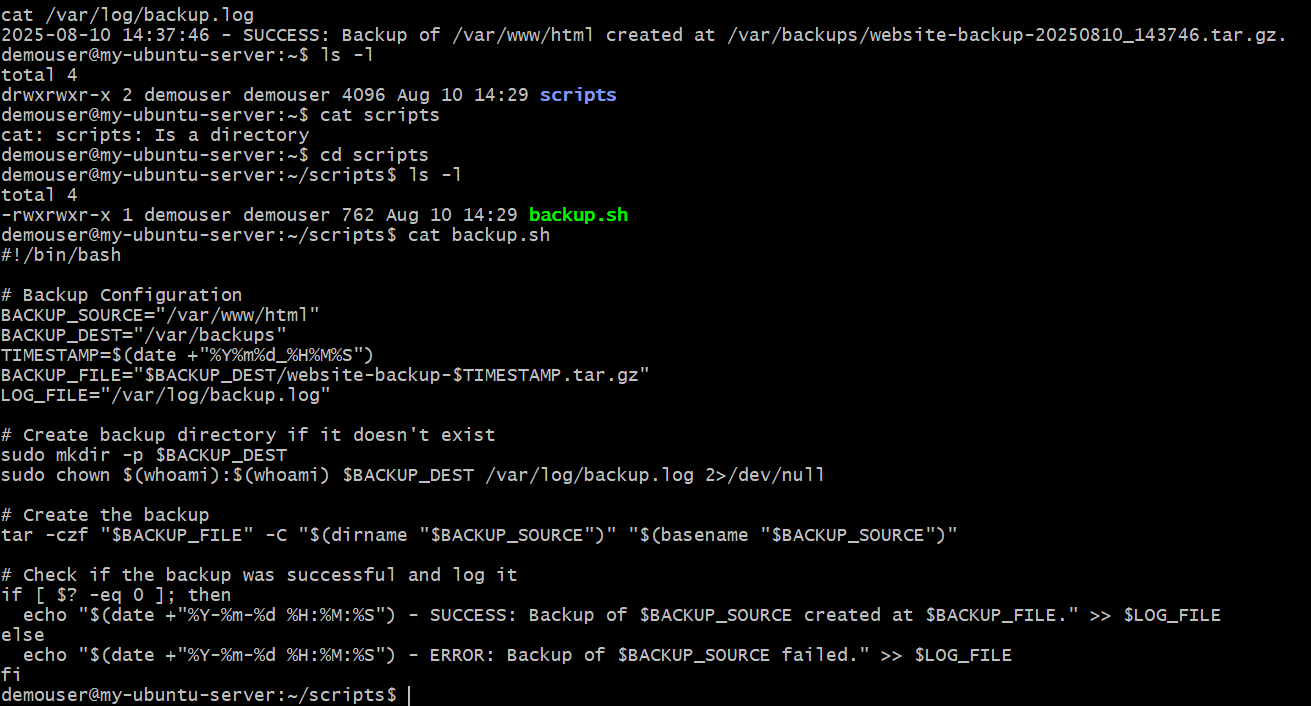 cat /var/log/backup.log
2025-08-10 14:37:46 - SUCCESS: Backup of /var/www/html created at /var/backups/website-backup-20250810_143746.tar.gz.
demouser@my-ubuntu-server:~$ ls -l
total 4
drwxrwxr-x 2 demouser demouser 4096 Aug 10 14:29 scripts
demouser@my-ubuntu-server:~$ cat scripts
cat: scripts: Is a directory
demouser@my-ubuntu-server:~$ cd scripts
demouser@my-ubuntu-server:~/scripts$ ls -l
total 4
-rwxrwxr-x 1 demouser demouser 762 Aug 10 14:29 backup.sh
demouser@my-ubuntu-server:~/scripts$ cat backup.sh
#!/bin/bash

# Backup Configuration
BACKUP_SOURCE="/var/www/html"
BACKUP_DEST="/var/backups"
TIMESTAMP=$(date +"%Y%m%d_%H%M%S")
BACKUP_FILE="$BACKUP_DEST/website-backup-$TIMESTAMP.tar.gz"
LOG_FILE="/var/log/backup.log"

# Create backup directory if it doesn't exist
sudo mkdir -p $BACKUP_DEST
sudo chown $(whoami):$(whoami) $BACKUP_DEST /var/log/backup.log 2>/dev/null

# Create the backup
tar -czf "$BACKUP_FILE" -C "$(dirname "$BACKUP_SOURCE")" "$(basename "$BACKUP_SOURCE")"

# Check if the backup was successful and log it
if [ $? -eq 0 ]; then
  echo "$(date +"%Y-%m-%d %H:%M:%S") - SUCCESS: Backup of $BACKUP_SOURCE created at $BACKUP_FILE." >> $LOG_FILE
else
  echo "$(date +"%Y-%m-%d %H:%M:%S") - ERROR: Backup of $BACKUP_SOURCE failed." >> $LOG_FILE
fi
demouser@my-ubuntu-server:~/scripts$